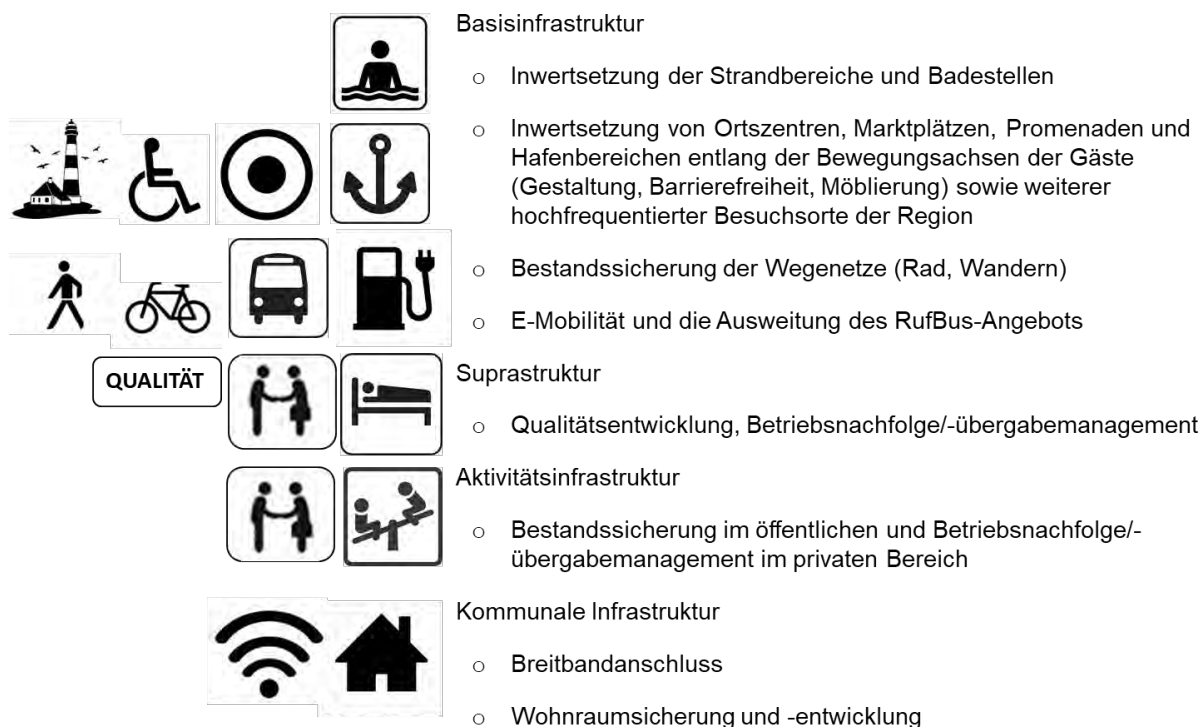 Basisinfrastruktur
o Inwertsetzung der Strandbereiche und Badestellen
o Inwertsetzung von Ortszentren, Marktplätzen, Promenaden und
Hafenbereichen entlang der Bewegungsachsen der Gäste
(Gestaltung, Barrierefreiheit, Möblierung) sowie weiterer
hochfrequentierter Besuchsorte der Region
o Bestandssicherung der Wegenetze (Rad, Wandern)
o E-Mobilität und die Ausweitung des RufBus-Angebots
QUALITÄT
Suprastruktur
o Qualitätsentwicklung, Betriebsnachfolge/-übergabemanagement
Aktivitätsinfrastruktur
o Bestandssicherung im öffentlichen und Betriebsnachfolge/-
übergabemanagement im privaten Bereich
Kommunale Infrastruktur
o Breitbandanschluss
o Wohnraumsicherung und -entwicklung